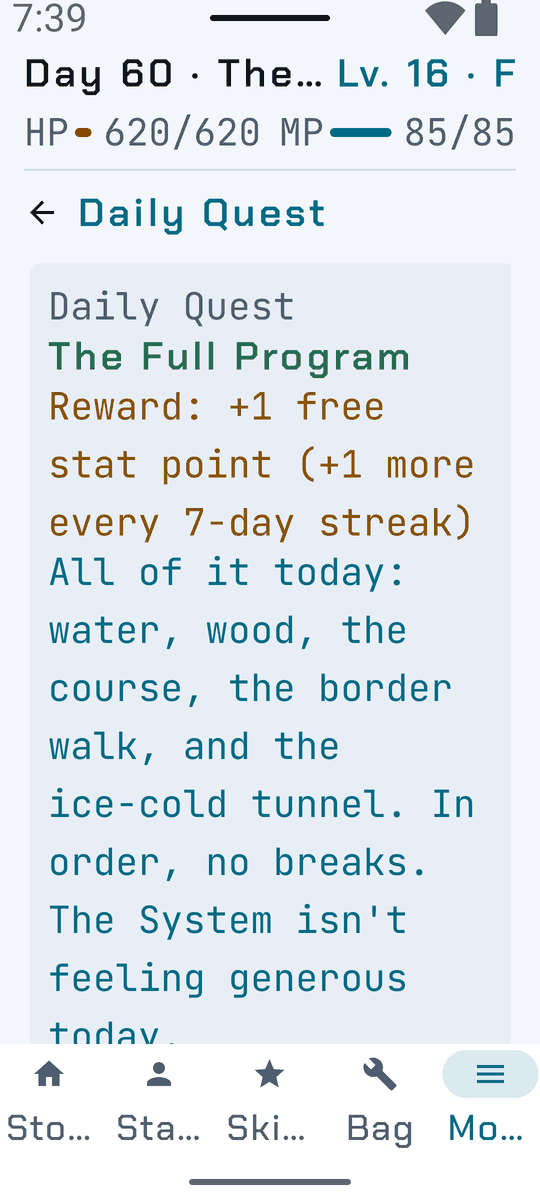 7:39
Day 60 · The… Lv. 16 · F
HP 620/620 MP 85/85
Daily Quest
Daily Quest
The Full Program
Reward: +1 free
stat point (+1 more
every 7-day streak)
All of it today:
water, wood, the
course, the border
walk, and the
ice-cold tunnel. In
order, no breaks.
The System isn't
feeling generous
today.
Sto… Sta… Ski… Bag Mo…